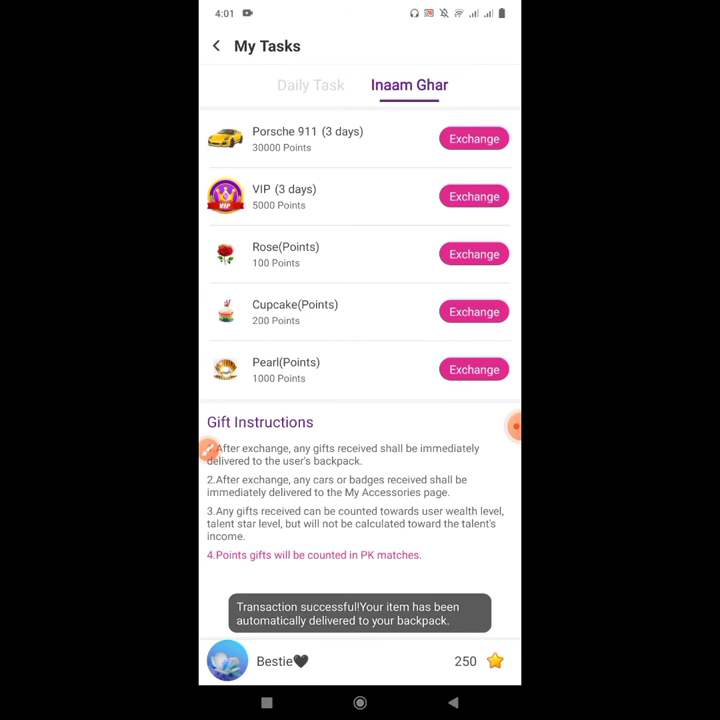 4:01
My Tasks
Daily Task
Inaam Ghar
Porsche 911 (3 days)
30000 Points
Exchange
VIP
VIP (3 days)
5000 Points
Exchange
Rose(Points)
100 Points
Exchange
Cupcake(Points)
200 Points
Exchange
Pearl(Points)
1000 Points
Exchange
Gift Instructions
1.After exchange, any gifts received shall be immediately
delivered to the user's backpack.
2.After exchange, any cars or badges received shall be
immediately delivered to the My Accessories page.
3.Any gifts received can be counted towards user wealth level,
talent star level, but will not be calculated toward the talent's
income.
4.Points gifts will be counted in PK matches.
Transaction successful!Your item has been
automatically delivered to your backpack.
Bestie🖤
250